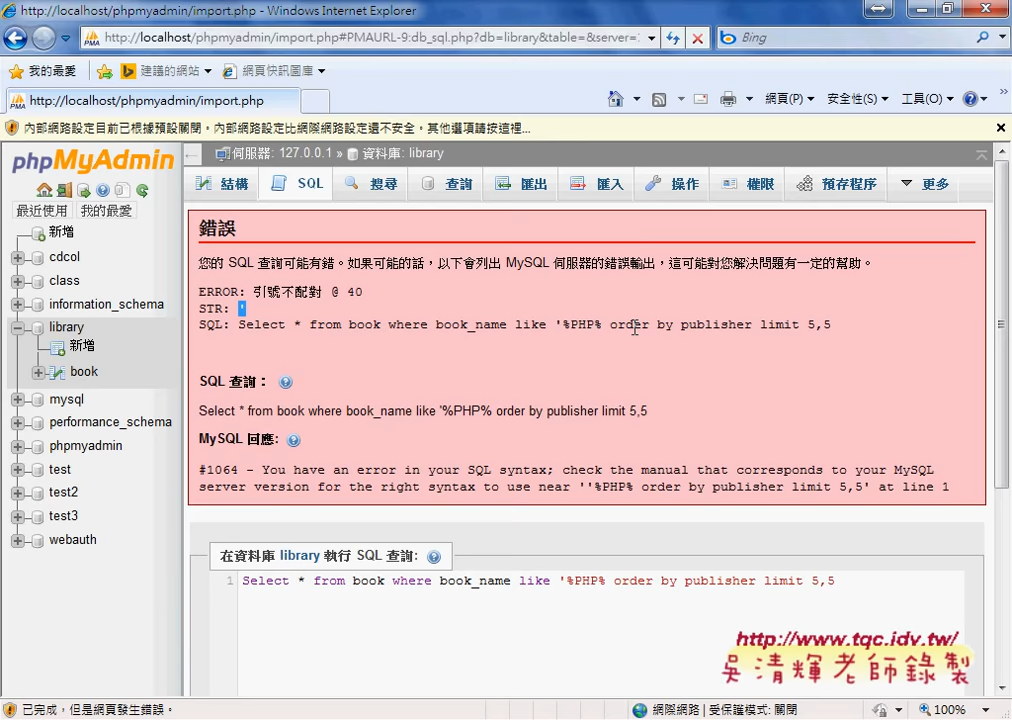 http://localhost/phpmyadmin/import.php - Windows Internet Explorer
PMA http://localhost/phpmyadmin/import.php#PMAURL-9:db_sql.php?db=library&table=&server=
Bing
我的最愛 建議的網站 網頁快訊圖庫
http://localhost/phpmyadmin/import.php
網頁(P) 安全性(S) 工具(O)
內部網路設定目前已根據預設關閉，內部網路設定比網際網路設定還不安全，其他選項請按這裡...
phpMyAdmin
最近使用 我的最愛
新增
cdcol
class
information_schema
library
新增
book
mysql
performance_schema
phpmyadmin
test
test2
test3
webauth
伺服器: 127.0.0.1 » 資料庫: library
結構 SQL 搜尋 查詢 匯出 匯入 操作 權限 預存程序 更多
錯誤
您的 SQL 查詢可能有錯。如果可能的話，以下會列出 MySQL 伺服器的錯誤輸出，這可能對您解決問題有一定的幫助。
ERROR: 引號不配對 @ 40
STR: '
SQL: Select * from book where book_name like '%PHP% order by publisher limit 5,5
SQL 查詢：
Select * from book where book_name like '%PHP% order by publisher limit 5,5
MySQL 回應:
#1064 - You have an error in your SQL syntax; check the manual that corresponds to your MySQL
server version for the right syntax to use near ''%PHP% order by publisher limit 5,5' at line 1
在資料庫 library 執行 SQL 查詢:
1 Select * from book where book_name like '%PHP% order by publisher limit 5,5
http://www.tqc.idv.tw/
吳清輝老師錄製
已完成，但是網頁發生錯誤。
網際網路 | 受保護模式: 關閉
100%